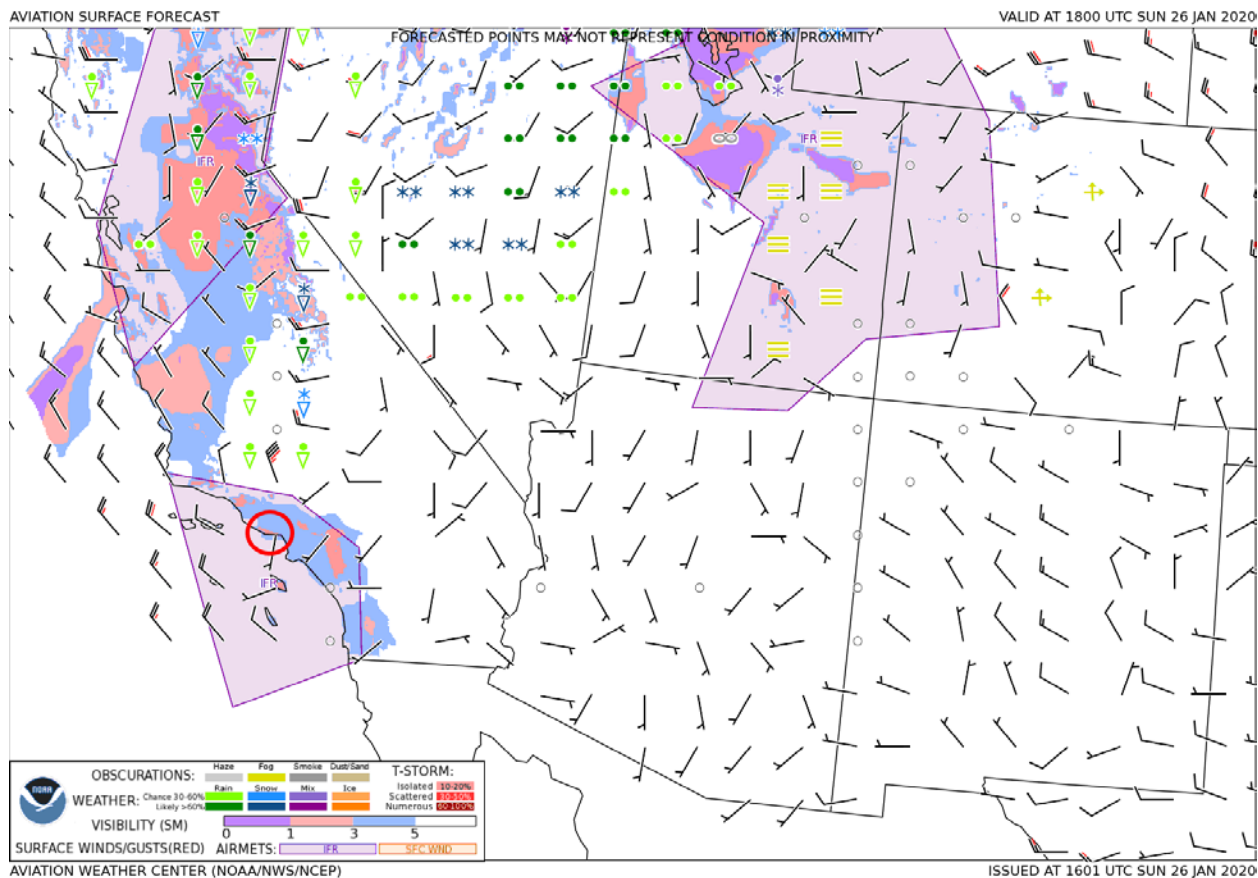 AVIATION SURFACE FORECAST
VALID AT 1800 UTC SUN 26 JAN 2020
FORECASTED POINTS MAY NOT REPRESENT CONDITION IN PROXIMITY
IFR
IFR
IFR
OBSCURATIONS: Haze Fog Smoke Dust/Sand
T-STORM:
WEATHER: Rain Snow Mix Ice
Chance 30-60%
Likely >60%
Isolated 10-20%
Scattered 30-50%
Numerous 60-100%
VISIBILITY (SM)
0 1 3 5
SURFACE WINDS/GUSTS(RED) AIRMETS: IFR SFC WND
NOAA
AVIATION WEATHER CENTER (NOAA/NWS/NCEP)
ISSUED AT 1601 UTC SUN 26 JAN 2020